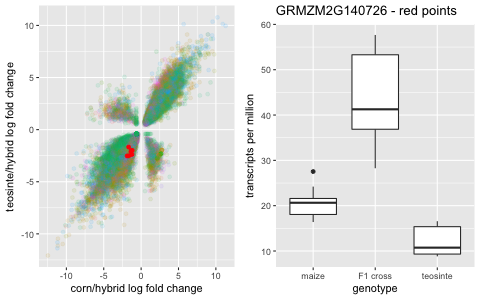 GRMZM2G140726 - red points
teosinte/hybrid log fold change
10
5
0
-5
-10
-10
-5
0
5
10
corn/hybrid log fold change
transcripts per million
60
50
40
30
20
10
maize
F1 cross
teosinte
genotype